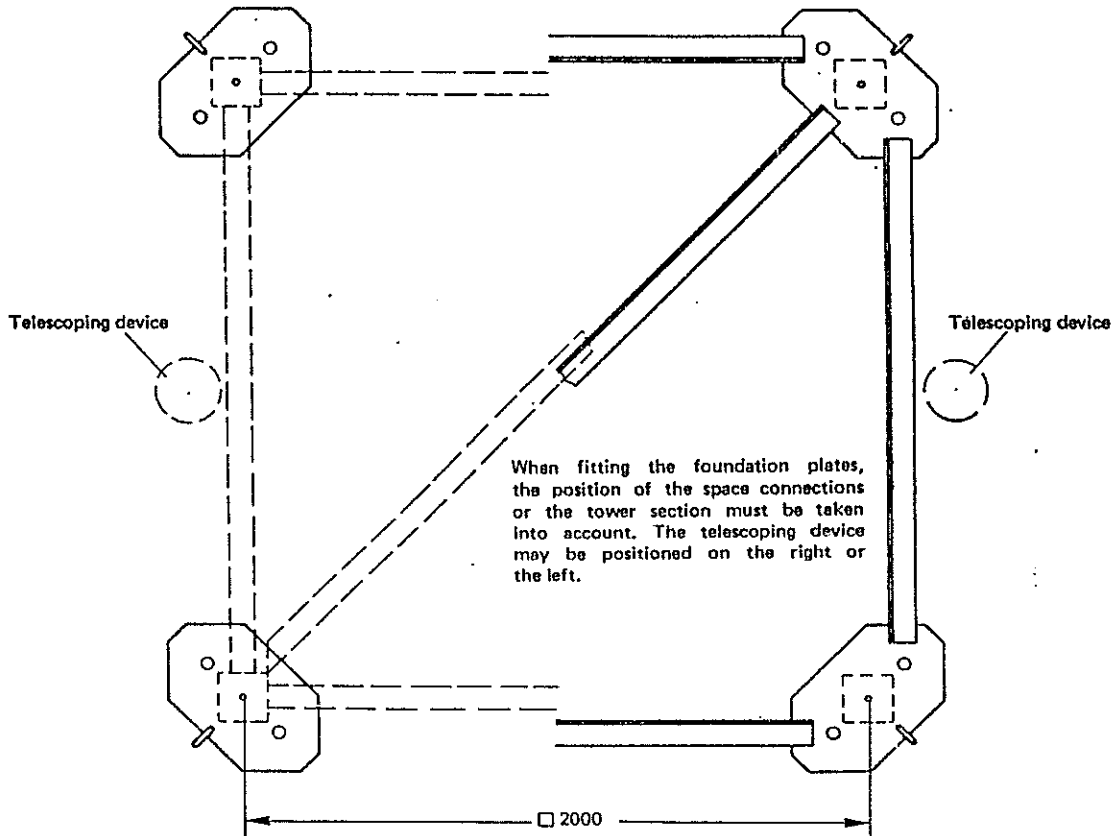 Telescoping device
Télescoping device
When fitting the foundation plates,
the position of the space connections
or the tower section must be taken
into account. The telescoping device
may be positioned on the right or
the left.
□ 2000